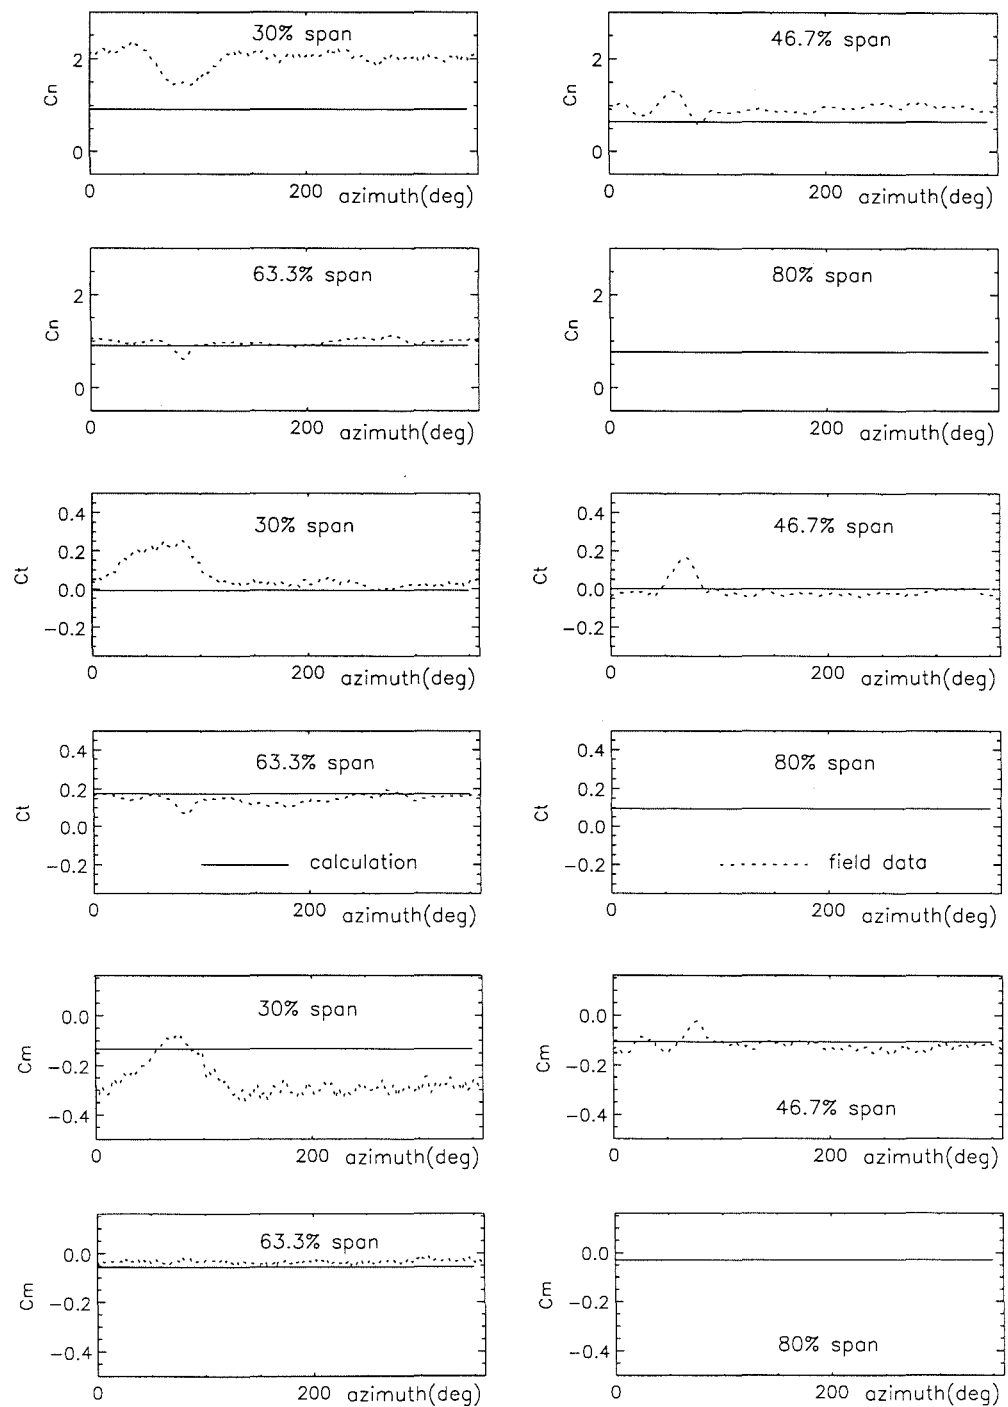 30% span
2
Cn
0
0
200
azimuth(deg)
46.7% span
2
Cn
0
0
200
azimuth(deg)
63.3% span
2
Cn
0
0
200
azimuth(deg)
80% span
2
Cn
0
0
200
azimuth(deg)
30% span
0.4
0.2
Ct
0.0
-0.2
0
200
azimuth(deg)
46.7% span
0.4
0.2
Ct
0.0
-0.2
0
200
azimuth(deg)
63.3% span
0.4
0.2
Ct
0.0
-0.2
calculation
0
200
azimuth(deg)
80% span
0.4
0.2
Ct
0.0
-0.2
field data
0
200
azimuth(deg)
30% span
0.0
Cm
-0.2
-0.4
0
200
azimuth(deg)
0.0
Cm
-0.2
-0.4
46.7% span
0
200
azimuth(deg)
63.3% span
0.0
Cm
-0.2
-0.4
0
200
azimuth(deg)
0.0
Cm
-0.2
-0.4
80% span
0
200
azimuth(deg)